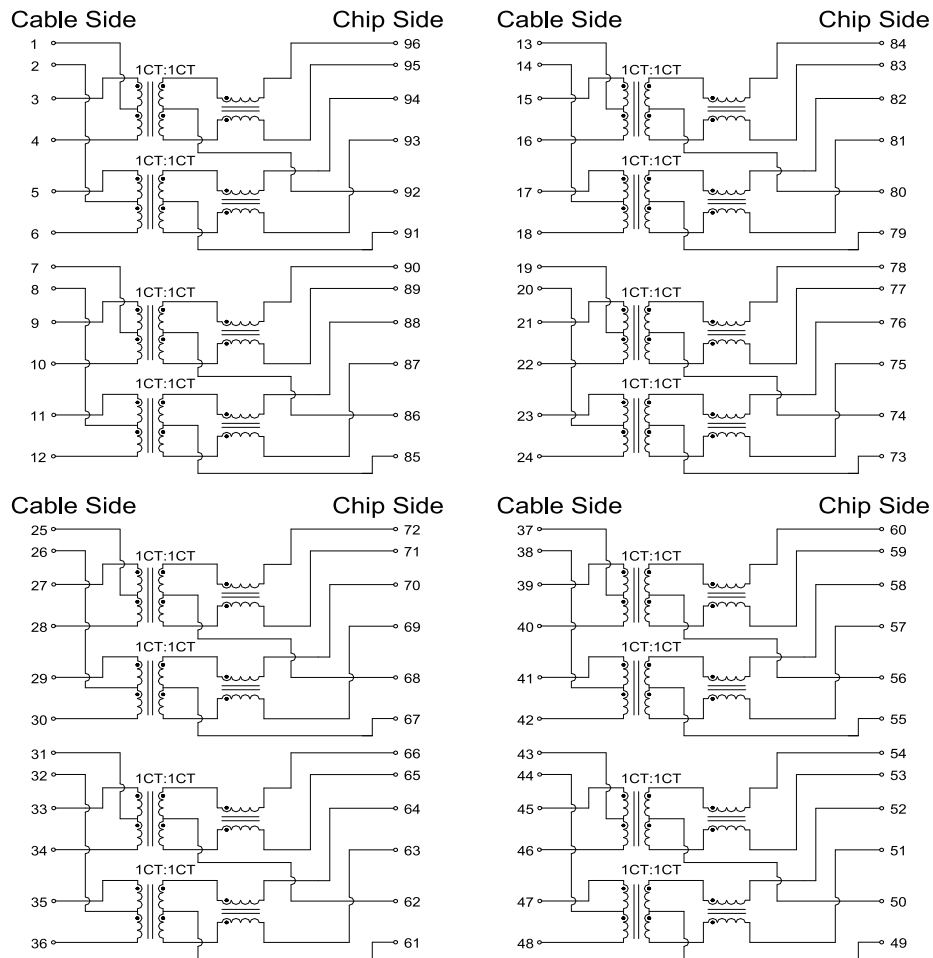 Cable Side Chip Side Cable Side Chip Side
1 96 13 84
2 1CT:1CT 95 14 1CT:1CT 83
3 94 15 82
4 93 16 81
1CT:1CT 1CT:1CT
5 92 17 80
6 91 18 79
7 90 19 78
8 1CT:1CT 89 20 1CT:1CT 77
9 88 21 76
10 87 22 75
1CT:1CT 1CT:1CT
11 86 23 74
12 85 24 73
Cable Side Chip Side Cable Side Chip Side
25 72 37 60
26 1CT:1CT 71 38 1CT:1CT 59
27 70 39 58
28 69 40 57
1CT:1CT 1CT:1CT
29 68 41 56
30 67 42 55
31 66 43 54
32 1CT:1CT 65 44 1CT:1CT 53
33 64 45 52
34 63 46 51
1CT:1CT 1CT:1CT
35 62 47 50
36 61 48 49